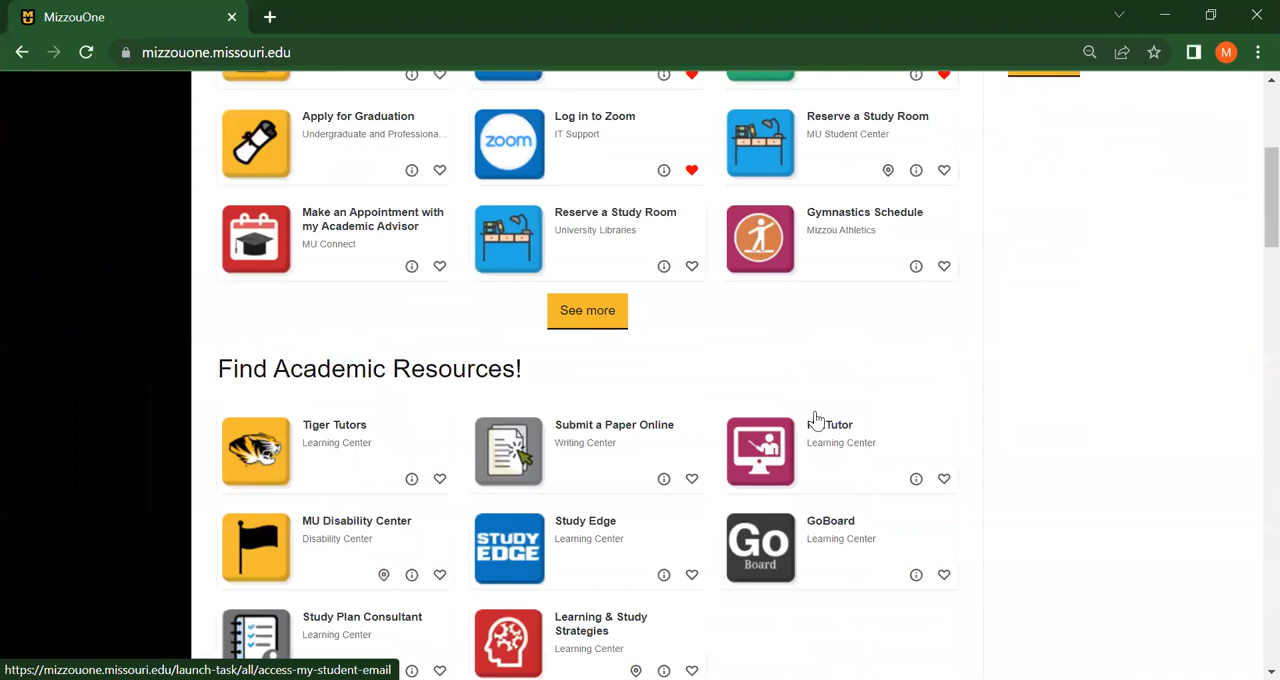 MizzouOne
mizzouone.missouri.edu
M
Apply for Graduation
Undergraduate and Professiona...
zoom
Log in to Zoom
IT Support
Reserve a Study Room
MU Student Center
Make an Appointment with
my Academic Advisor
MU Connect
Reserve a Study Room
University Libraries
Gymnastics Schedule
Mizzou Athletics
See more
Find Academic Resources!
Tiger Tutors
Learning Center
Submit a Paper Online
Writing Center
Tutor
Learning Center
MU Disability Center
Disability Center
STUDY
EDGE
Study Edge
Learning Center
Go
Board
GoBoard
Learning Center
Study Plan Consultant
Learning Center
Learning & Study
Strategies
Learning Center
https://mizzouone.missouri.edu/launch-task/all/access-my-student-email